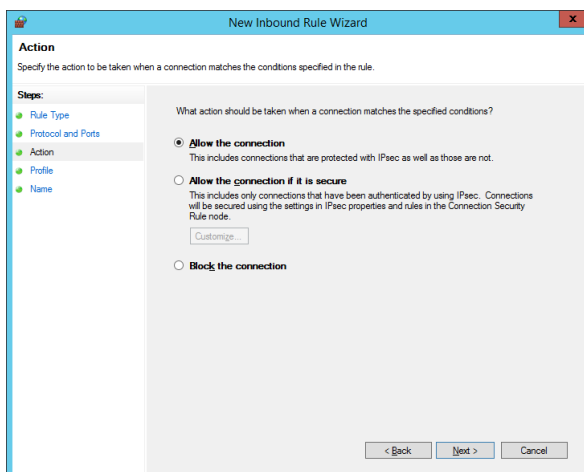 New Inbound Rule Wizard
x
Action
Specify the action to be taken when a connection matches the conditions specified in the rule.
Steps:
Rule Type
Protocol and Ports
Action
Profile
Name
What action should be taken when a connection matches the specified conditions?
Allow the connection
This includes connections that are protected with IPsec as well as those are not.
Allow the connection if it is secure
This includes only connections that have been authenticated by using IPsec. Connections
will be secured using the settings in IPsec properties and rules in the Connection Security
Rule node.
Customize...
Block the connection
< Back
Next >
Cancel